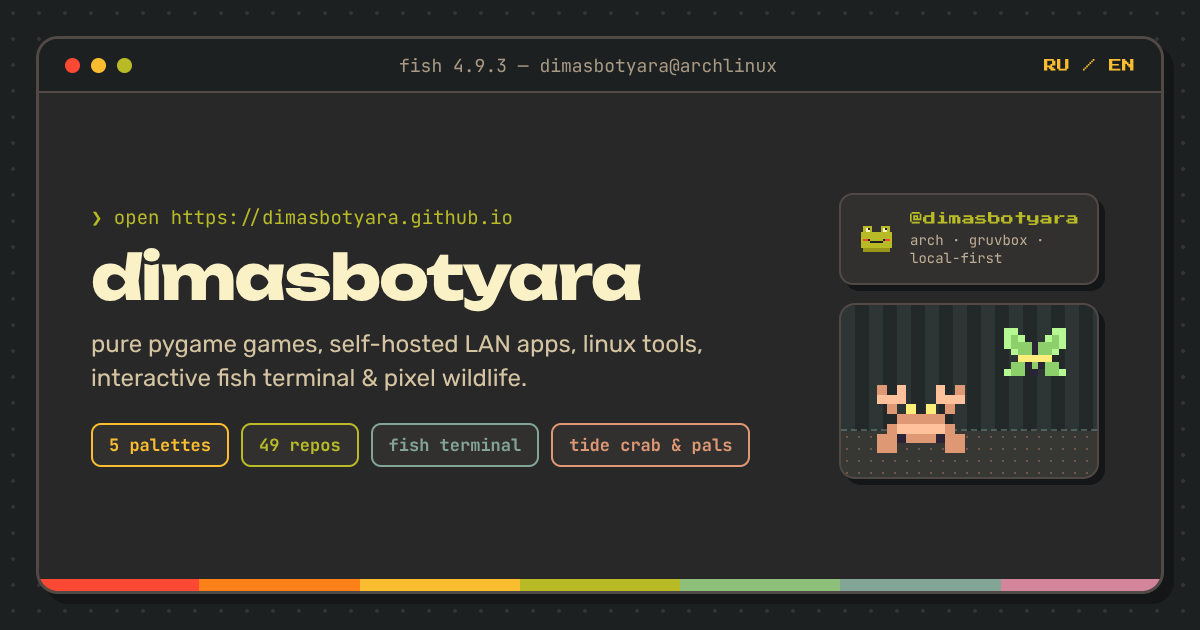 fish 4.9.3 — dimasbotyara@archlinux
RU / EN
❯ open https://dimasbotyara.github.io
dimasbotyara
pure pygame games, self-hosted LAN apps, linux tools,
interactive fish terminal & pixel wildlife.
5 palettes
49 repos
fish terminal
tide crab & pals
@dimasbotyara
arch · gruvbox ·
local-first